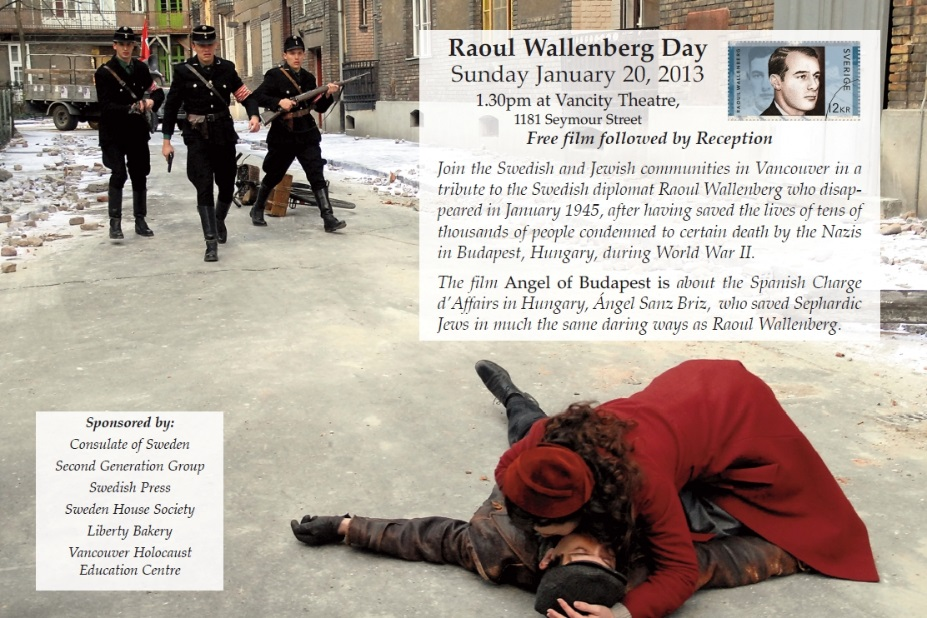 Raoul Wallenberg Day
Sunday January 20, 2013
1.30pm at Vancity Theatre,
1181 Seymour Street
Free film followed by Reception
RAOUL WALLENBERG
SVERIGE
12KR
Join the Swedish and Jewish communities in Vancouver in a
tribute to the Swedish diplomat Raoul Wallenberg who disap-
peared in January 1945, after having saved the lives of tens of
thousands of people condemned to certain death by the Nazis
in Budapest, Hungary, during World War II.
The film Angel of Budapest is about the Spanish Charge
d'Affairs in Hungary, Ángel Sanz Briz, who saved Sephardic
Jews in much the same daring ways as Raoul Wallenberg.
Sponsored by:
Consulate of Sweden
Second Generation Group
Swedish Press
Sweden House Society
Liberty Bakery
Vancouver Holocaust
Education Centre